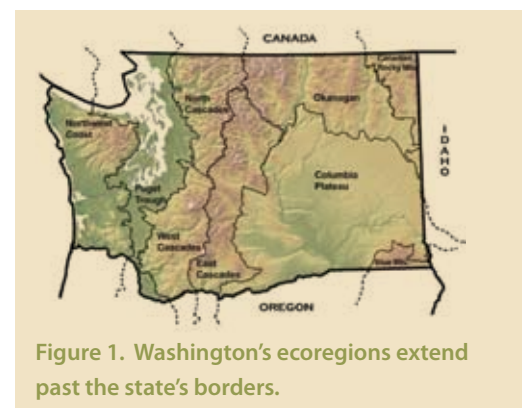 CANADA
Canadian
Rocky Mts
North
Cascades
Okanogan
Northwest
Coast
IDAHO
Columbia
Plateau
Puget
Trough
West
Cascades
East
Cascades
Blue Mts.
OREGON
Figure 1. Washington's ecoregions extend
past the state's borders.